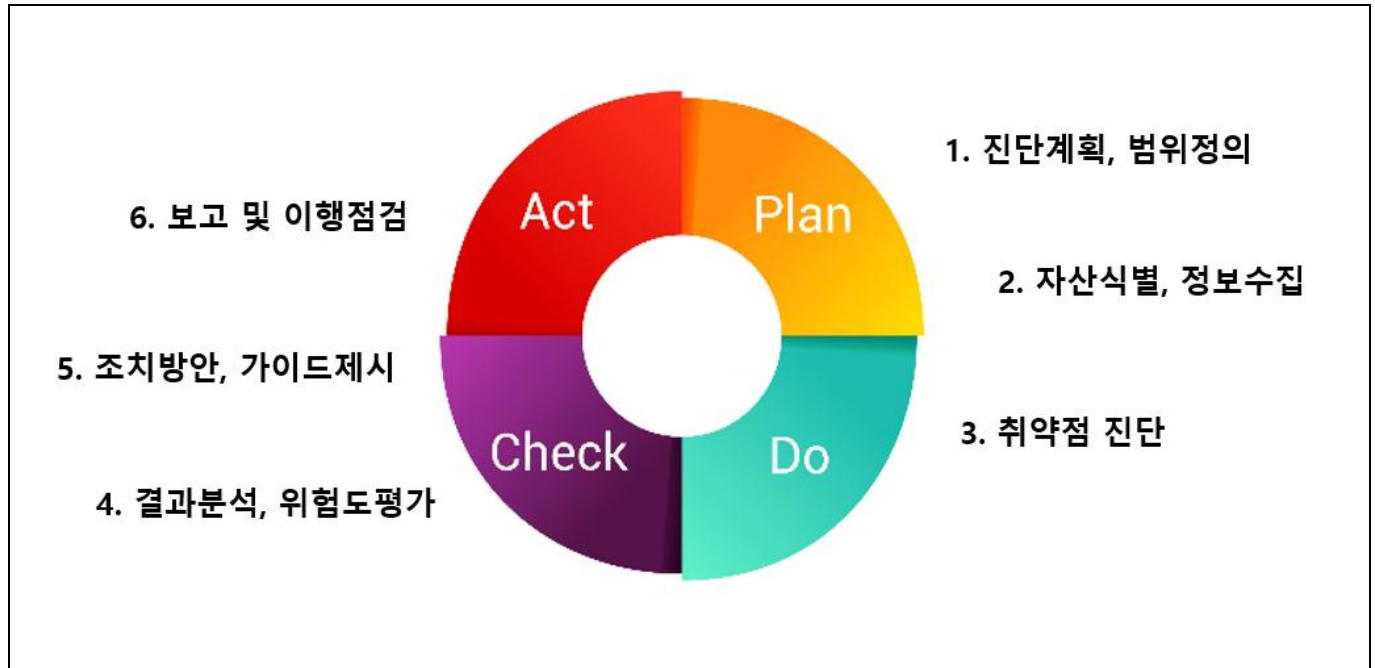 Act
Plan
Do
Check
1. 진단계획, 범위정의
2. 자산식별, 정보수집
3. 취약점 진단
4. 결과분석, 위험도평가
5. 조치방안, 가이드제시
6. 보고 및 이행점검